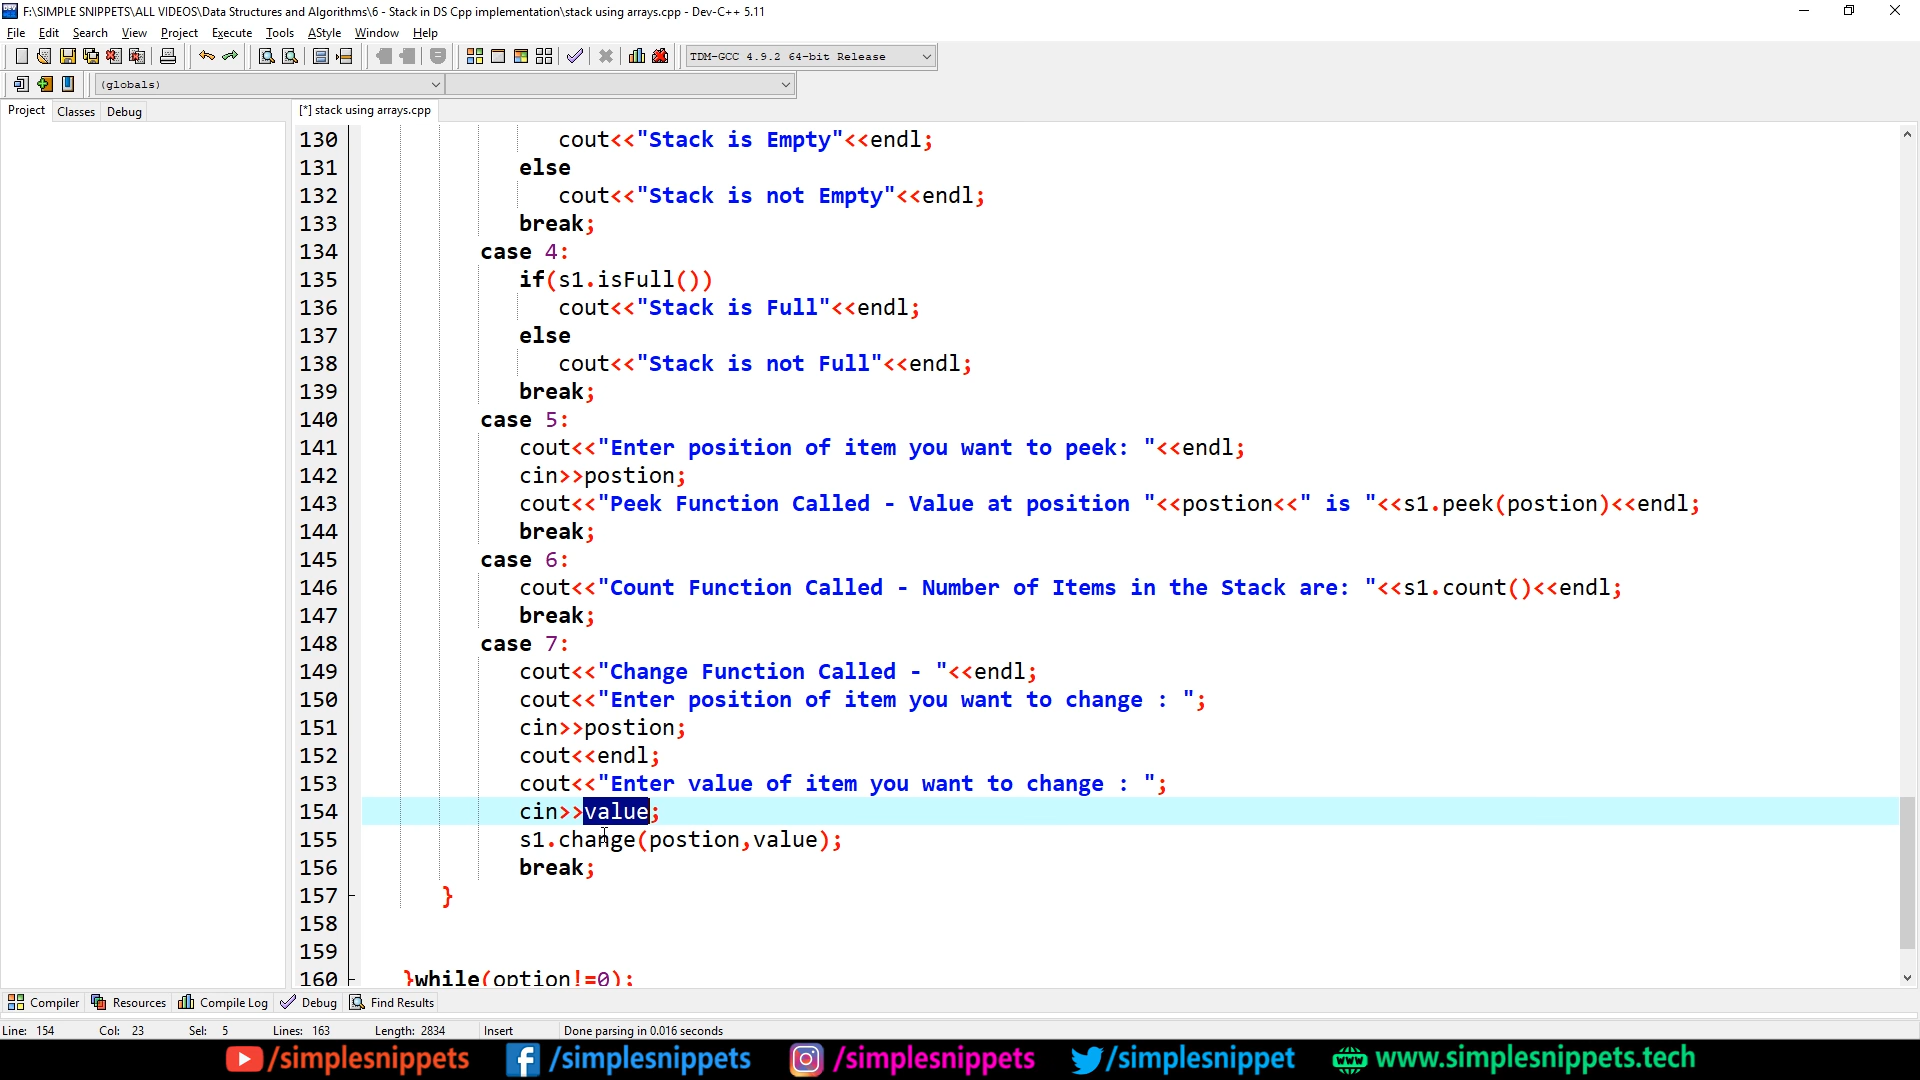 F:\SIMPLE SNIPPETS\ALL VIDEOS\Data Structures and Algorithms\6 - Stack in DS Cpp implementation\stack using arrays.cpp - Dev-C++ 5.11
File Edit Search View Project Execute Tools AStyle Window Help
TDM-GCC 4.9.2 64-bit Release
(globals)
Project Classes Debug
[*] stack using arrays.cpp
130 cout<<"Stack is Empty"<<endl;
131 else
132 cout<<"Stack is not Empty"<<endl;
133 break;
134 case 4:
135 if(s1.isFull())
136 cout<<"Stack is Full"<<endl;
137 else
138 cout<<"Stack is not Full"<<endl;
139 break;
140 case 5:
141 cout<<"Enter position of item you want to peek: "<<endl;
142 cin>>postion;
143 cout<<"Peek Function Called - Value at position "<<postion<<" is "<<s1.peek(postion)<<endl;
144 break;
145 case 6:
146 cout<<"Count Function Called - Number of Items in the Stack are: "<<s1.count()<<endl;
147 break;
148 case 7:
149 cout<<"Change Function Called - "<<endl;
150 cout<<"Enter position of item you want to change : ";
151 cin>>postion;
152 cout<<endl;
153 cout<<"Enter value of item you want to change : ";
154 cin>>value;
155 s1.change(postion,value);
156 break;
157 }
158
159
160 }while(option!=0);
Compiler Resources Compile Log Debug Find Results
Line: 154 Col: 23 Sel: 5 Lines: 163 Length: 2834 Insert Done parsing in 0.016 seconds
/simplesnippets /simplesnippets /simplesnippets /simplesnippet www.simplesnippets.tech